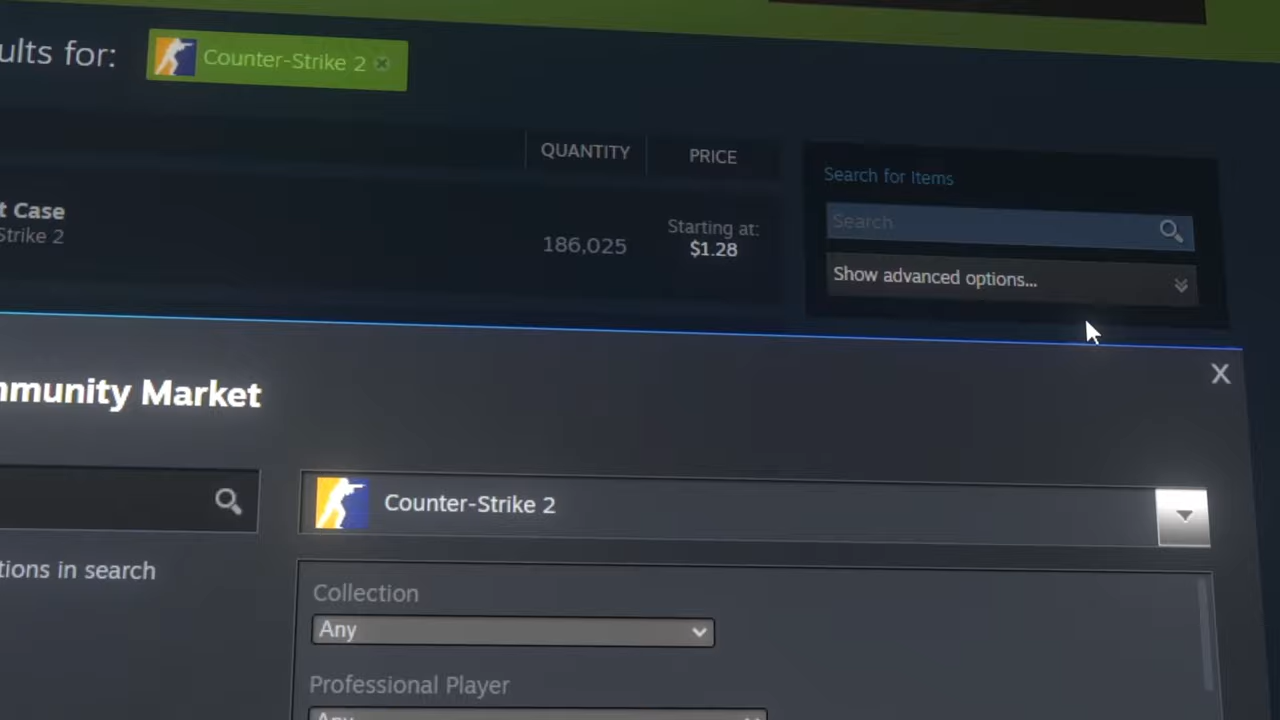 ults for:
Counter-Strike 2
QUANTITY
PRICE
Search for Items
t Case
Strike 2
186,025
Starting at:
$1.28
Search
Show advanced options...
X
mmunity Market
Counter-Strike 2
tions in search
Collection
Any
Professional Player
Any